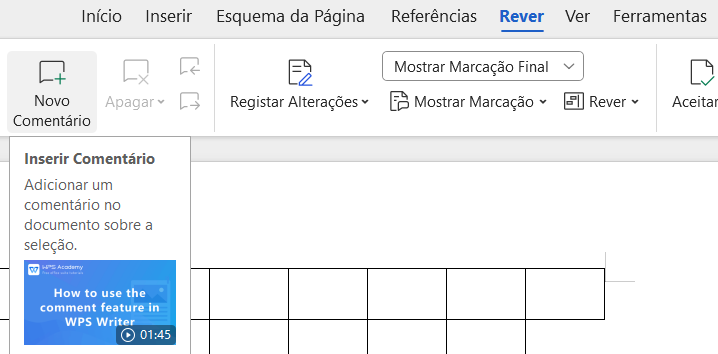 Início Inserir Esquema da Página Referências Rever Ver Ferramentas
Novo Comentário
Apagar
Registar Alterações
Mostrar Marcação Final
Mostrar Marcação
Rever
Aceitar
Inserir Comentário
Adicionar um
comentário no
documento sobre a
seleção.
WPS Academy
How to use the
comment feature in
WPS Writer
01:45